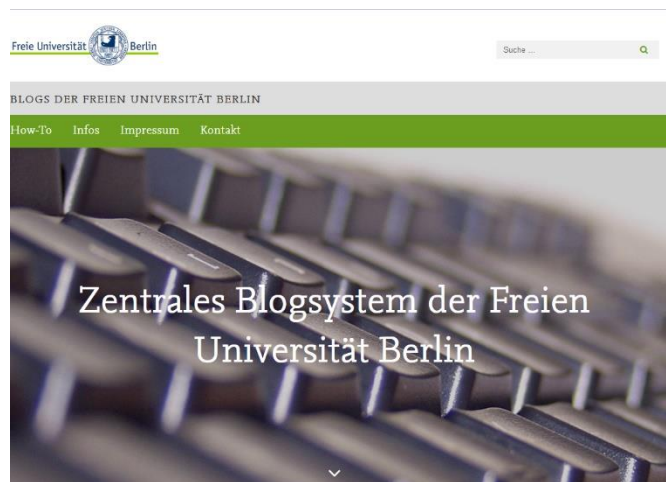 Freie Universität Berlin
Suche ...
BLOGS DER FREIEN UNIVERSITÄT BERLIN
How-To Infos Impressum Kontakt
Zentrales Blogsystem der Freien
Universität Berlin